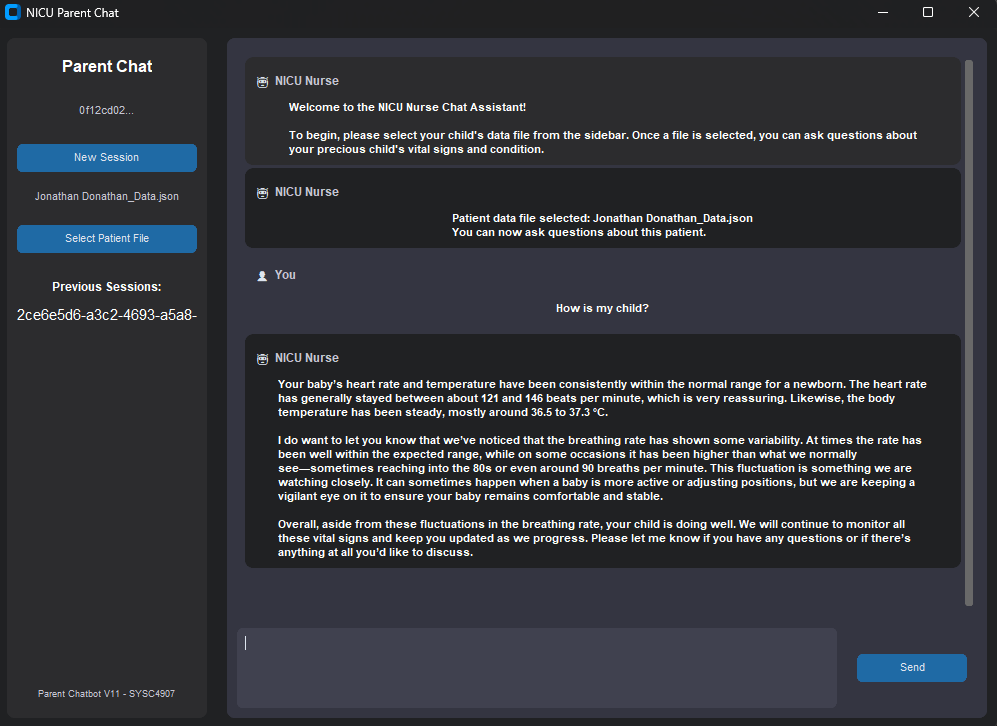 NICU Parent Chat
Parent Chat
0f12cd02...
New Session
Jonathan Donathan_Data.json
Select Patient File
Previous Sessions:
2ce6e5d6-a3c2-4693-a5a8-
Parent Chatbot V11 - SYSC4907
NICU Nurse
Welcome to the NICU Nurse Chat Assistant!
To begin, please select your child's data file from the sidebar. Once a file is selected, you can ask questions about
your precious child's vital signs and condition.
NICU Nurse
Patient data file selected: Jonathan Donathan_Data.json
You can now ask questions about this patient.
You
How is my child?
NICU Nurse
Your baby's heart rate and temperature have been consistently within the normal range for a newborn. The heart rate
has generally stayed between about 121 and 146 beats per minute, which is very reassuring. Likewise, the body
temperature has been steady, mostly around 36.5 to 37.3 °C.
I do want to let you know that we've noticed that the breathing rate has shown some variability. At times the rate has
been well within the expected range, while on some occasions it has been higher than what we normally
see—sometimes reaching into the 80s or even around 90 breaths per minute. This fluctuation is something we are
watching closely. It can sometimes happen when a baby is more active or adjusting positions, but we are keeping a
vigilant eye on it to ensure your baby remains comfortable and stable.
Overall, aside from these fluctuations in the breathing rate, your child is doing well. We will continue to monitor all
these vital signs and keep you updated as we progress. Please let me know if you have any questions or if there's
anything at all you'd like to discuss.
Send